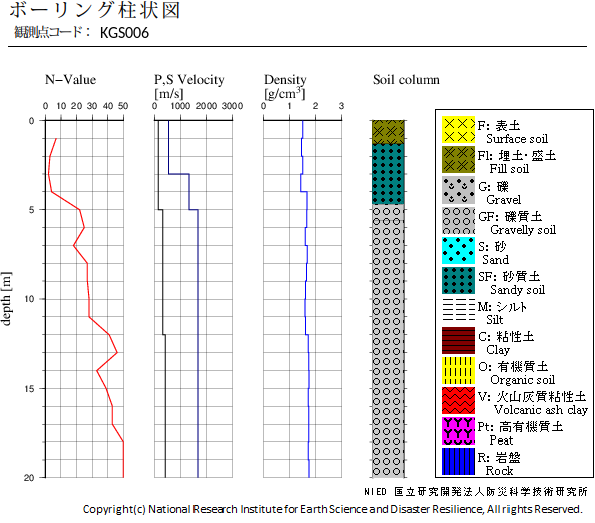 ボーリング柱状図
観測点コード： KGS006
N−Value
P,S Velocity
[m/s]
Density
[g/cm3]
Soil column
0 10 20 30 40 50
0 1000 2000 3000
0 1 2 3
0
5
10
15
20
depth [m]
F: 表土
Surface soil
Fl: 埋土・盛土
Fill soil
G: 礫
Gravel
GF: 礫質土
Gravelly soil
S: 砂
Sand
SF: 砂質土
Sandy soil
M: シルト
Silt
C: 粘性土
Clay
O: 有機質土
Organic soil
V: 火山灰質粘性土
Volcanic ash clay
Pt: 高有機質土
Peat
R: 岩盤
Rock
NIED 国立研究開発法人防災科学技術研究所
Copyright(c) National Research Institute for Earth Science and Disaster Resilience, All rights Reserved.